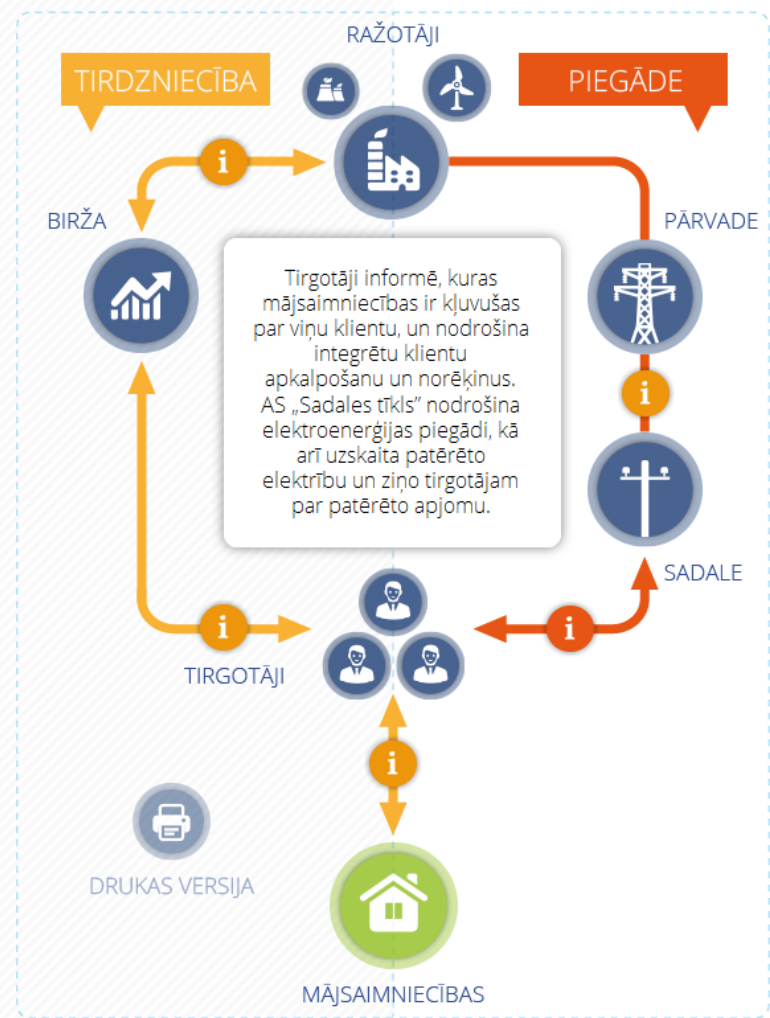 RAŽOTĀJI
TIRDZNIECĪBA
PIEGĀDE
i
BIRŽA
PĀRVADE
Tirgotāji informē, kuras
mājsaimniecības ir kļuvušas
par viņu klientu, un nodrošina
integrētu klientu
apkalpošanu un norēķinus.
AS „Sadales tīkls” nodrošina
elektroenerģijas piegādi, kā
arī uzskaita patērēto
elektrību un ziņo tirgotājam
par patērēto apjomu.
i
SADALE
i
i
TIRGOTĀJI
i
DRUKAS VERSIJA
MĀJSAIMNIECĪBAS